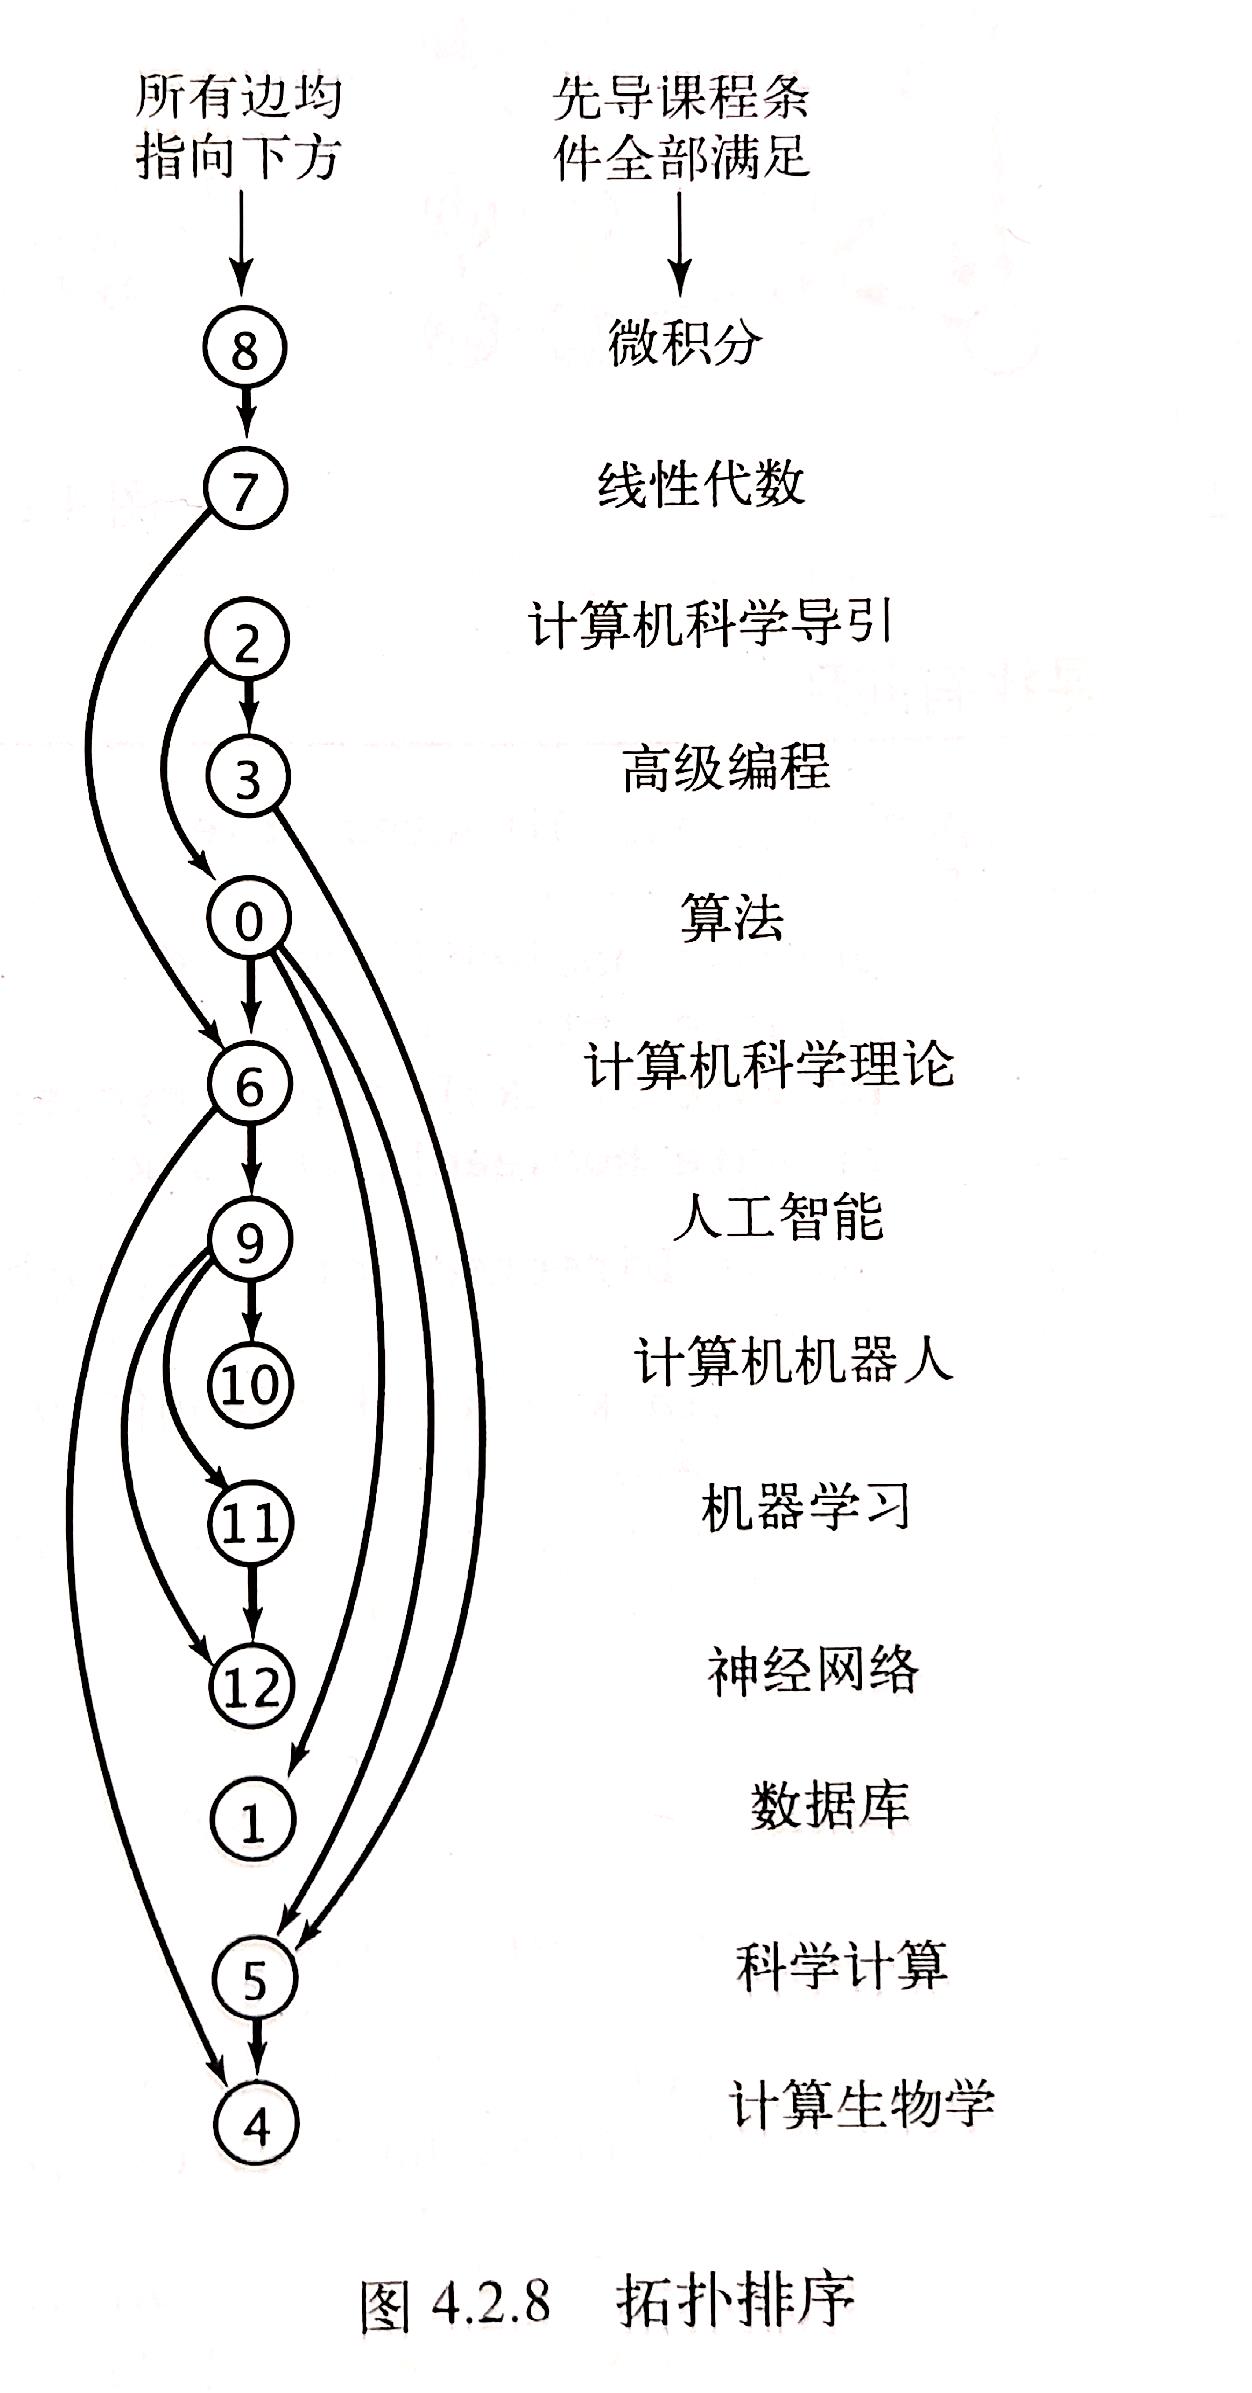 所有边均
指向下方
先导课程条
件全部满足
8 微积分
7 线性代数
2 计算机科学导引
3 高级编程
0 算法
6 计算机科学理论
9 人工智能
10 计算机机器人
11 机器学习
12 神经网络
1 数据库
5 科学计算
4 计算生物学
图 4.2.8 拓扑排序